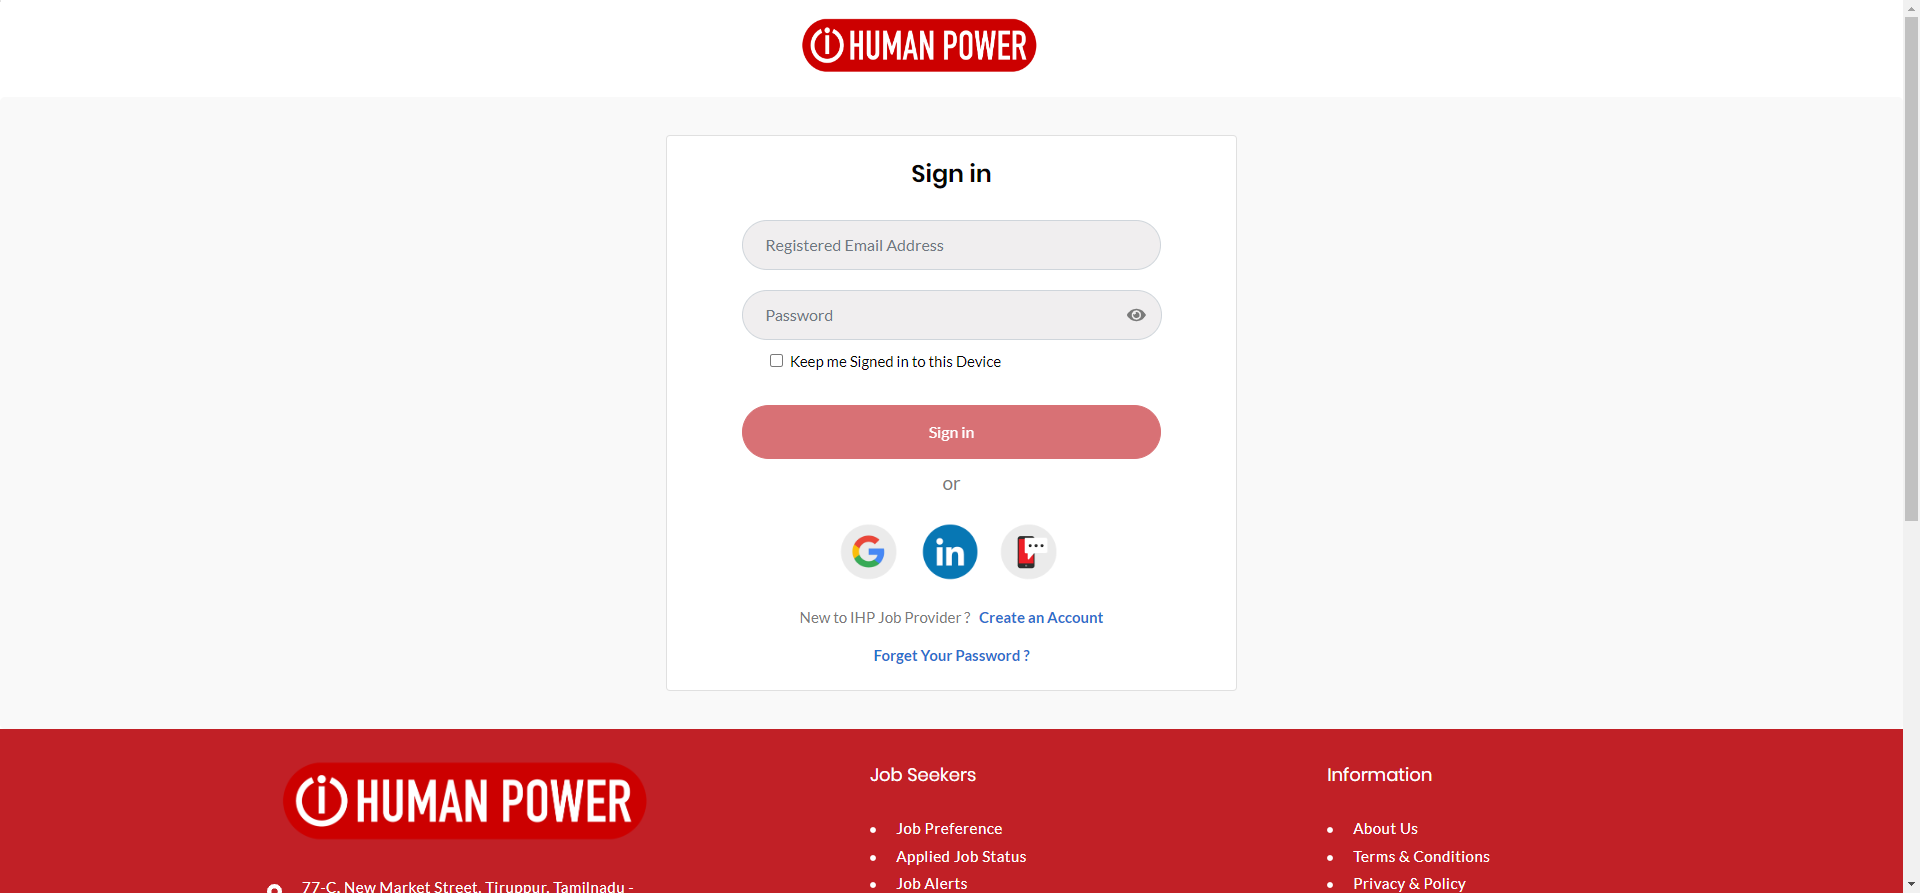 HUMAN POWER
Sign in
Registered Email Address
Password
Keep me Signed in to this Device
Sign in
or
in
New to IHP Job Provider ? Create an Account
Forget Your Password ?
HUMAN POWER
77-C, New Market Street, Tiruppur, Tamilnadu -
Job Seekers
Job Preference
Applied Job Status
Job Alerts
Information
About Us
Terms & Conditions
Privacy & Policy